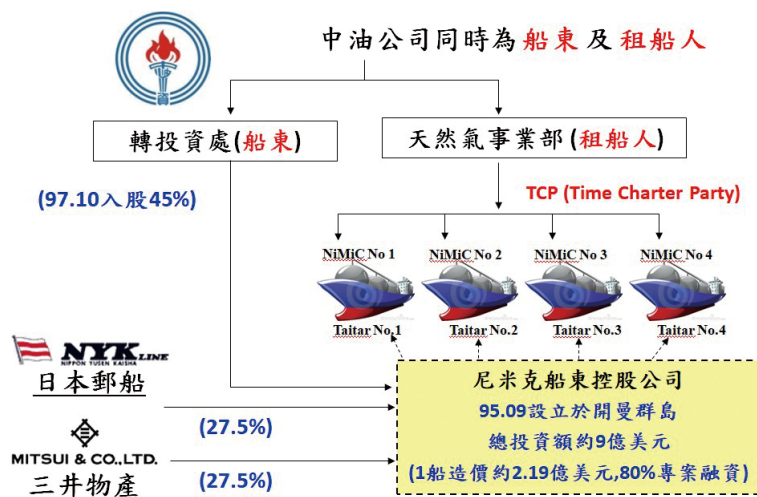 中油公司同時為船東及租船人
轉投資處(船東)
天然氣事業部(租船人)
(97.10入股45%)
TCP (Time Charter Party)
NiMiC No 1
NiMiC No 2
NiMiC No 3
NiMiC No 4
Taitar No.1
Taitar No.2
Taitar No.3
Taitar No.4
NYK LINE
NIPPON YUSEN KAISHA
日本郵船
(27.5%)
MITSUI & CO.,LTD.
三井物產
(27.5%)
尼米克船東控股公司
95.09設立於開曼群島
總投資額約9億美元
(1船造價約2.19億美元,80%專案融資)